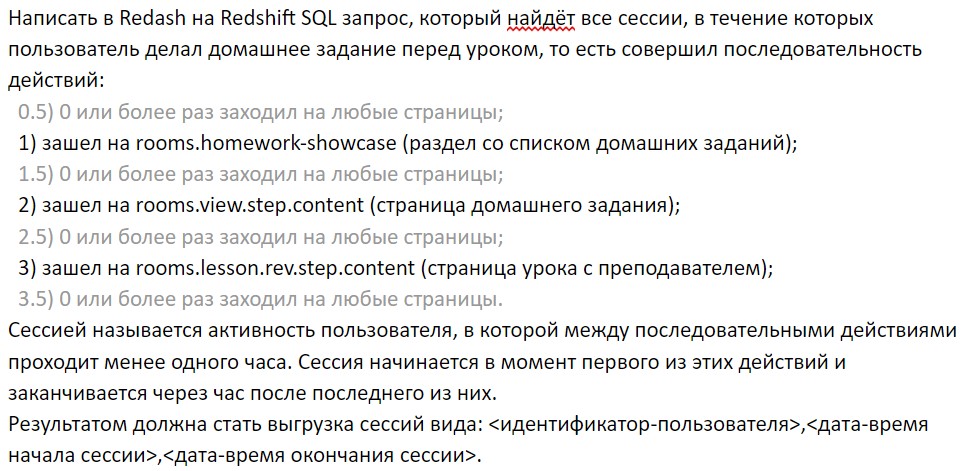 Написать в Redash на Redshift SQL запрос, который найдёт все сессии, в течение которых
пользователь делал домашнее задание перед уроком, то есть совершил последовательность
действий:
0.5) 0 или более раз заходил на любые страницы;
1) зашел на rooms.homework-showcase (раздел со списком домашних заданий);
1.5) 0 или более раз заходил на любые страницы;
2) зашел на rooms.view.step.content (страница домашнего задания);
2.5) 0 или более раз заходил на любые страницы;
3) зашел на rooms.lesson.rev.step.content (страница урока с преподавателем);
3.5) 0 или более раз заходил на любые страницы.
Сессией называется активность пользователя, в которой между последовательными действиями
проходит менее одного часа. Сессия начинается в момент первого из этих действий и
заканчивается через час после последнего из них.
Результатом должна стать выгрузка сессий вида: <идентификатор-пользователя>,<дата-время
начала сессии>,<дата-время окончания сессии>.